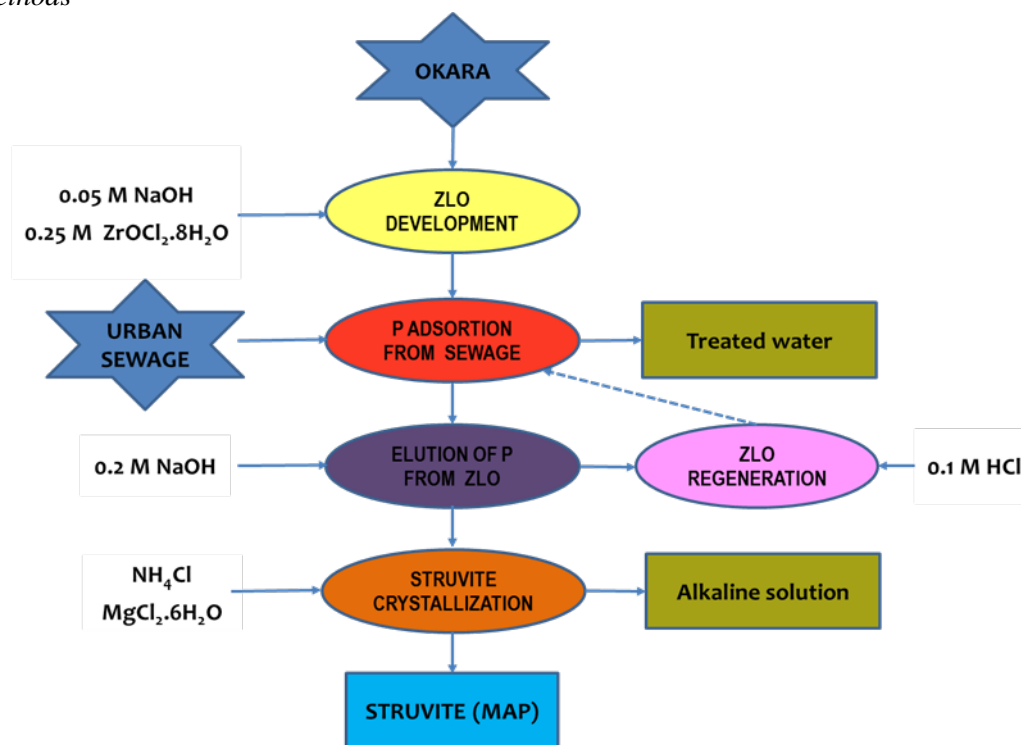 OKARA
0.05 M NaOH
0.25 M ZrOCl₂.8H₂O
ZLO
DEVELOPMENT
URBAN
SEWAGE
P ADSORTION
FROM SEWAGE
Treated water
0.2 M NaOH
ELUTION OF P
FROM ZLO
ZLO
REGENERATION
0.1 M HCl
NH₄Cl
MgCl₂.6H₂O
STRUVITE
CRYSTALLIZATION
Alkaline solution
STRUVITE (MAP)